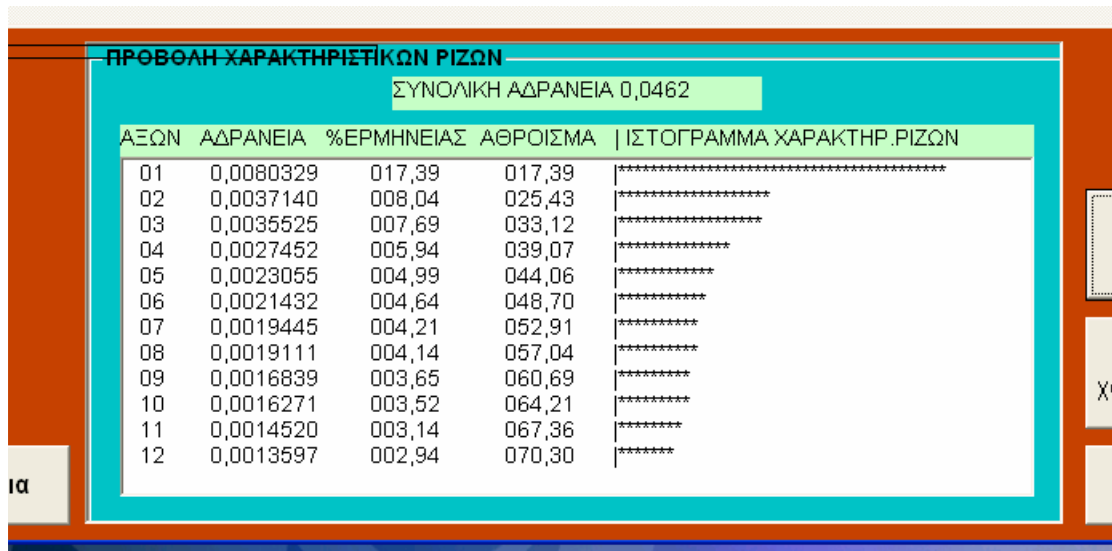 ΠΡΟΒΟΛΗ ΧΑΡΑΚΤΗΡΙΣΤΙΚΩΝ ΡΙΖΩΝ
ΣΥΝΟΛΙΚΗ ΑΔΡΑΝΕΙΑ 0,0462
ΑΞΩΝ ΑΔΡΑΝΕΙΑ %ΕΡΜΗΝΕΙΑΣ ΑΘΡΟΙΣΜΑ | ΙΣΤΟΓΡΑΜΜΑ ΧΑΡΑΚΤΗΡ.ΡΙΖΩΝ
01 0,0080329 017,39 017,39 |*****************************************
02 0,0037140 008,04 025,43 |*******************
03 0,0035525 007,69 033,12 |******************
04 0,0027452 005,94 039,07 |**************
05 0,0023055 004,99 044,06 |************
06 0,0021432 004,64 048,70 |***********
07 0,0019445 004,21 052,91 |**********
08 0,0019111 004,14 057,04 |**********
09 0,0016839 003,65 060,69 |*********
10 0,0016271 003,52 064,21 |*********
11 0,0014520 003,14 067,36 |********
12 0,0013597 002,94 070,30 |*******
ια